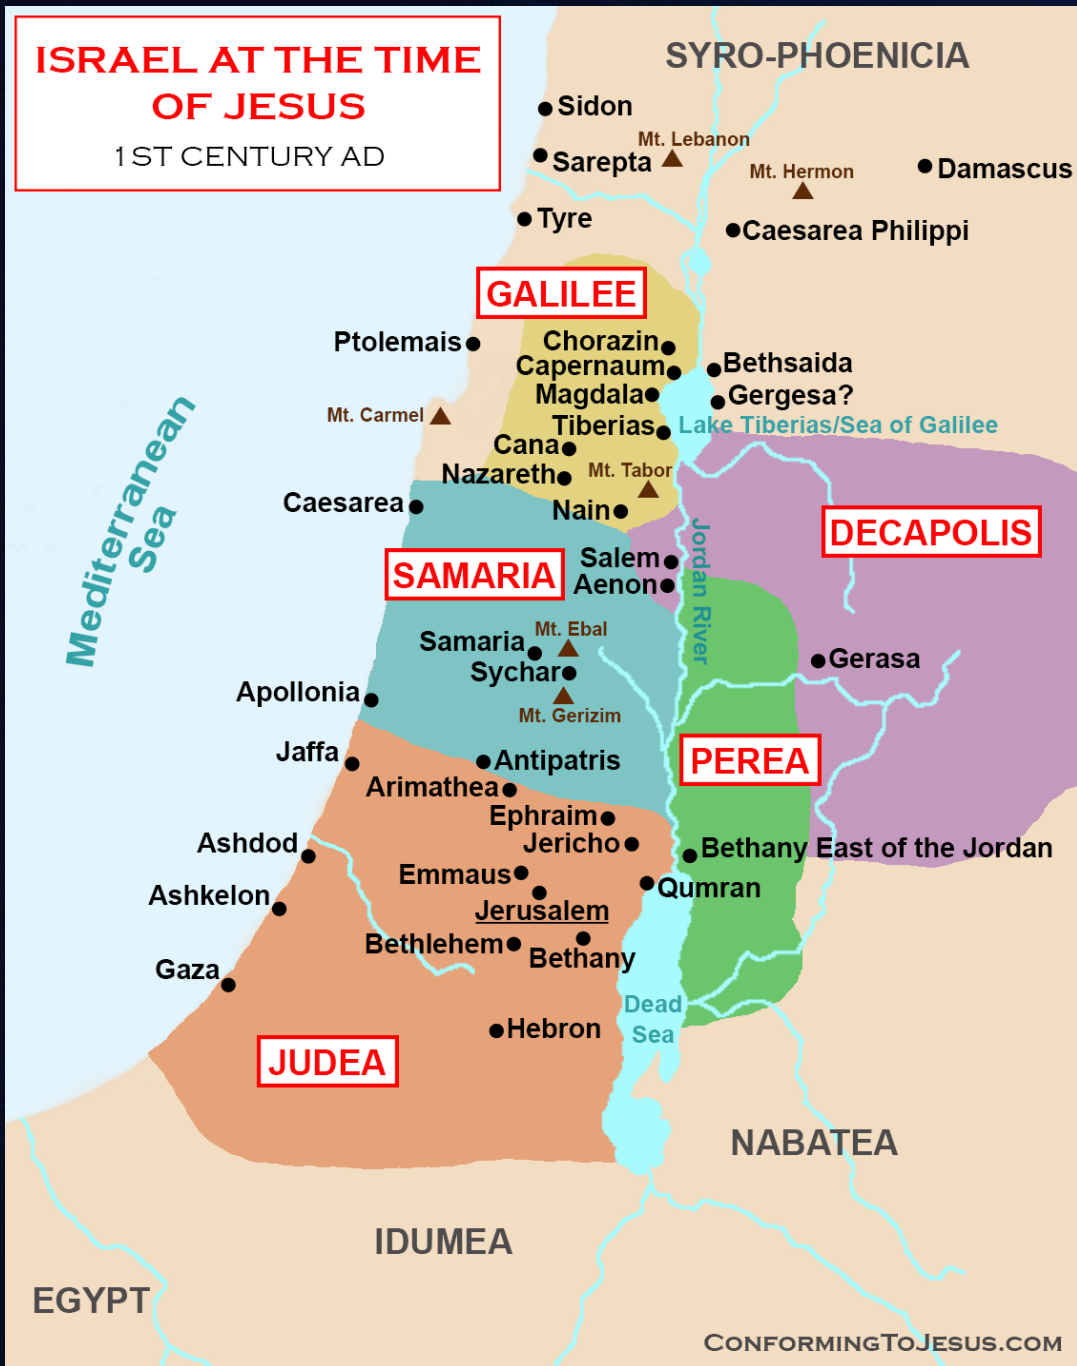 ISRAEL AT THE TIME
OF JESUS
1ST CENTURY AD
SYRO-PHOENICIA
Sidon
Mt. Lebanon
Sarepta
Mt. Hermon
Damascus
Tyre
Caesarea Philippi
GALILEE
Ptolemais
Chorazin
Capernaum
Bethsaida
Magdala
Gergesa?
Mt. Carmel
Tiberias
Lake Tiberias/Sea of Galilee
Cana
Nazareth
Mt. Tabor
Mediterranean
Sea
Caesarea
Nain
DECAPOLIS
Jordan River
Salem
SAMARIA
Aenon
Samaria
Mt. Ebal
Sychar
Gerasa
Apollonia
Mt. Gerizim
Jaffa
Antipatris
PEREA
Arimathea
Ephraim
Ashdod
Jericho
Bethany East of the Jordan
Emmaus
Qumran
Ashkelon
Jerusalem
Bethlehem
Bethany
Gaza
Dead
Sea
Hebron
JUDEA
NABATEA
IDUMEA
EGYPT
CONFORMINGTOJESUS.COM